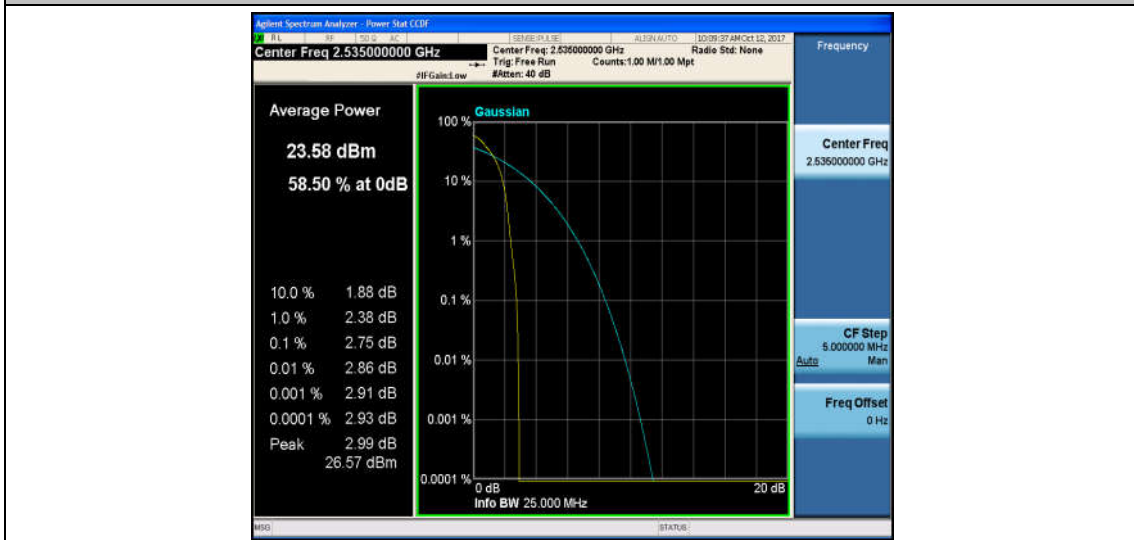 Agilent Spectrum Analyzer - Power Stat CCDF
RL RF 50 Ω AC SENSE:PULSE ALIGN AUTO 10:09:37 AM Oct 12, 2017
Center Freq 2.535000000 GHz
Center Freq: 2.535000000 GHz Radio Std: None
Trig: Free Run Counts:1.00 M/1.00 Mpt
#IFGain:Low #Atten: 40 dB
Frequency
Average Power
23.58 dBm
58.50 % at 0dB
10.0 % 1.88 dB
1.0 % 2.38 dB
0.1 % 2.75 dB
0.01 % 2.86 dB
0.001 % 2.91 dB
0.0001 % 2.93 dB
Peak 2.99 dB
26.57 dBm
Gaussian
100 %
10 %
1 %
0.1 %
0.01 %
0.001 %
0.0001 %
0 dB 20 dB
Info BW 25.000 MHz
Center Freq
2.535000000 GHz
CF Step
5.000000 MHz
Auto Man
Freq Offset
0 Hz
MSG STATUS